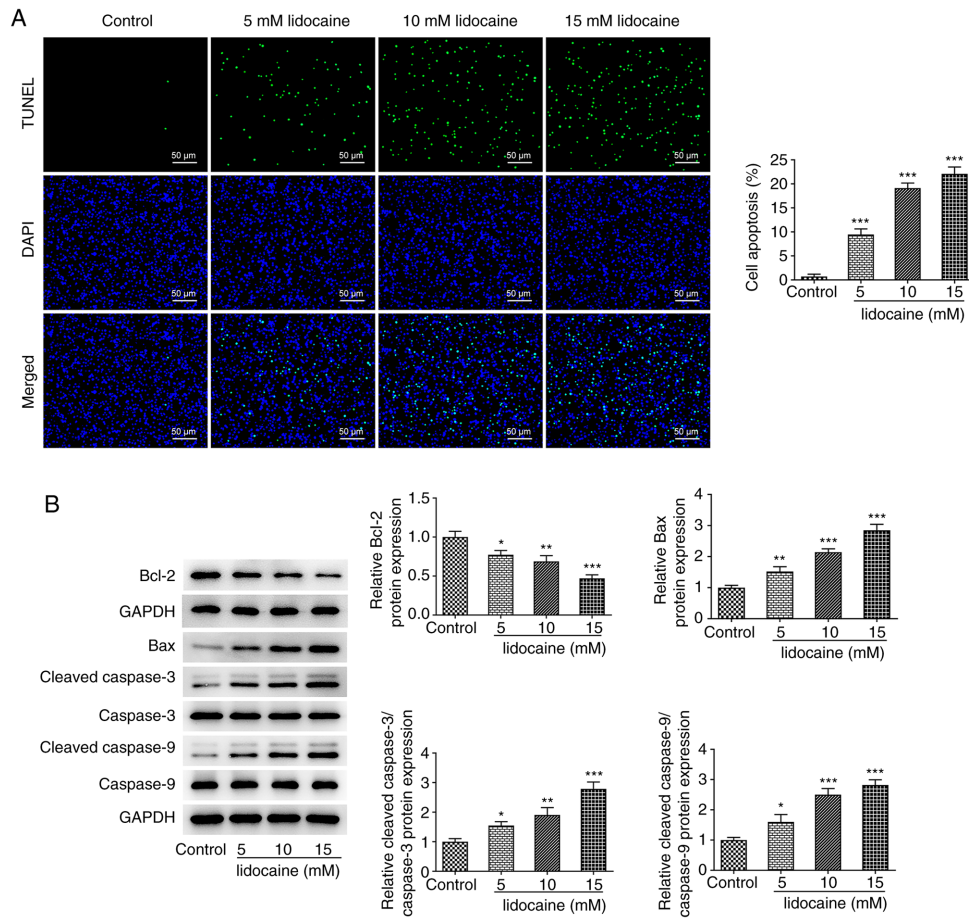 A
Control 5 mM lidocaine 10 mM lidocaine 15 mM lidocaine
TUNEL
50 µm 50 µm 50 µm 50 µm
DAPI
50 µm 50 µm 50 µm 50 µm
Merged
50 µm 50 µm 50 µm 50 µm
Cell apoptosis (%)
25
20
15
10
5
0
*** *** ***
Control 5 10 15
lidocaine (mM)
B
Bcl-2
GAPDH
Bax
Cleaved caspase-3
Caspase-3
Cleaved caspase-9
Caspase-9
GAPDH
Control 5 10 15
lidocaine (mM)
Relative Bcl-2
protein expression
1.5
1.0
0.5
0.0
* ** ***
Control 5 10 15
lidocaine (mM)
Relative Bax
protein expression
4
3
2
1
0
** *** ***
Control 5 10 15
lidocaine (mM)
Relative cleaved caspase-3/
caspase-3 protein expression
4
3
2
1
0
* ** ***
Control 5 10 15
lidocaine (mM)
Relative cleaved caspase-9/
caspase-9 protein expression
4
3
2
1
0
* *** ***
Control 5 10 15
lidocaine (mM)